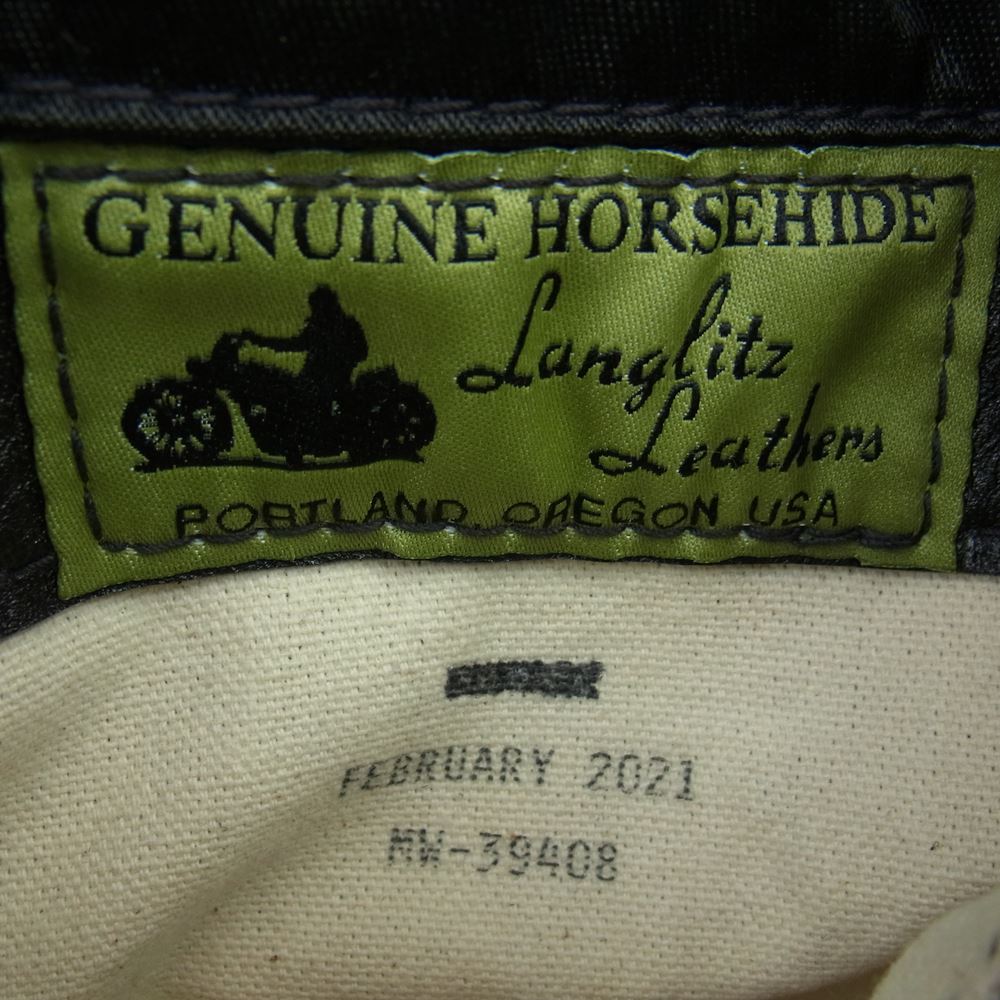 GENUINE HORSEHIDE
Langlitz
Leathers
PORTLAND, OREGON USA
FEBRUARY 2021
MW-39408